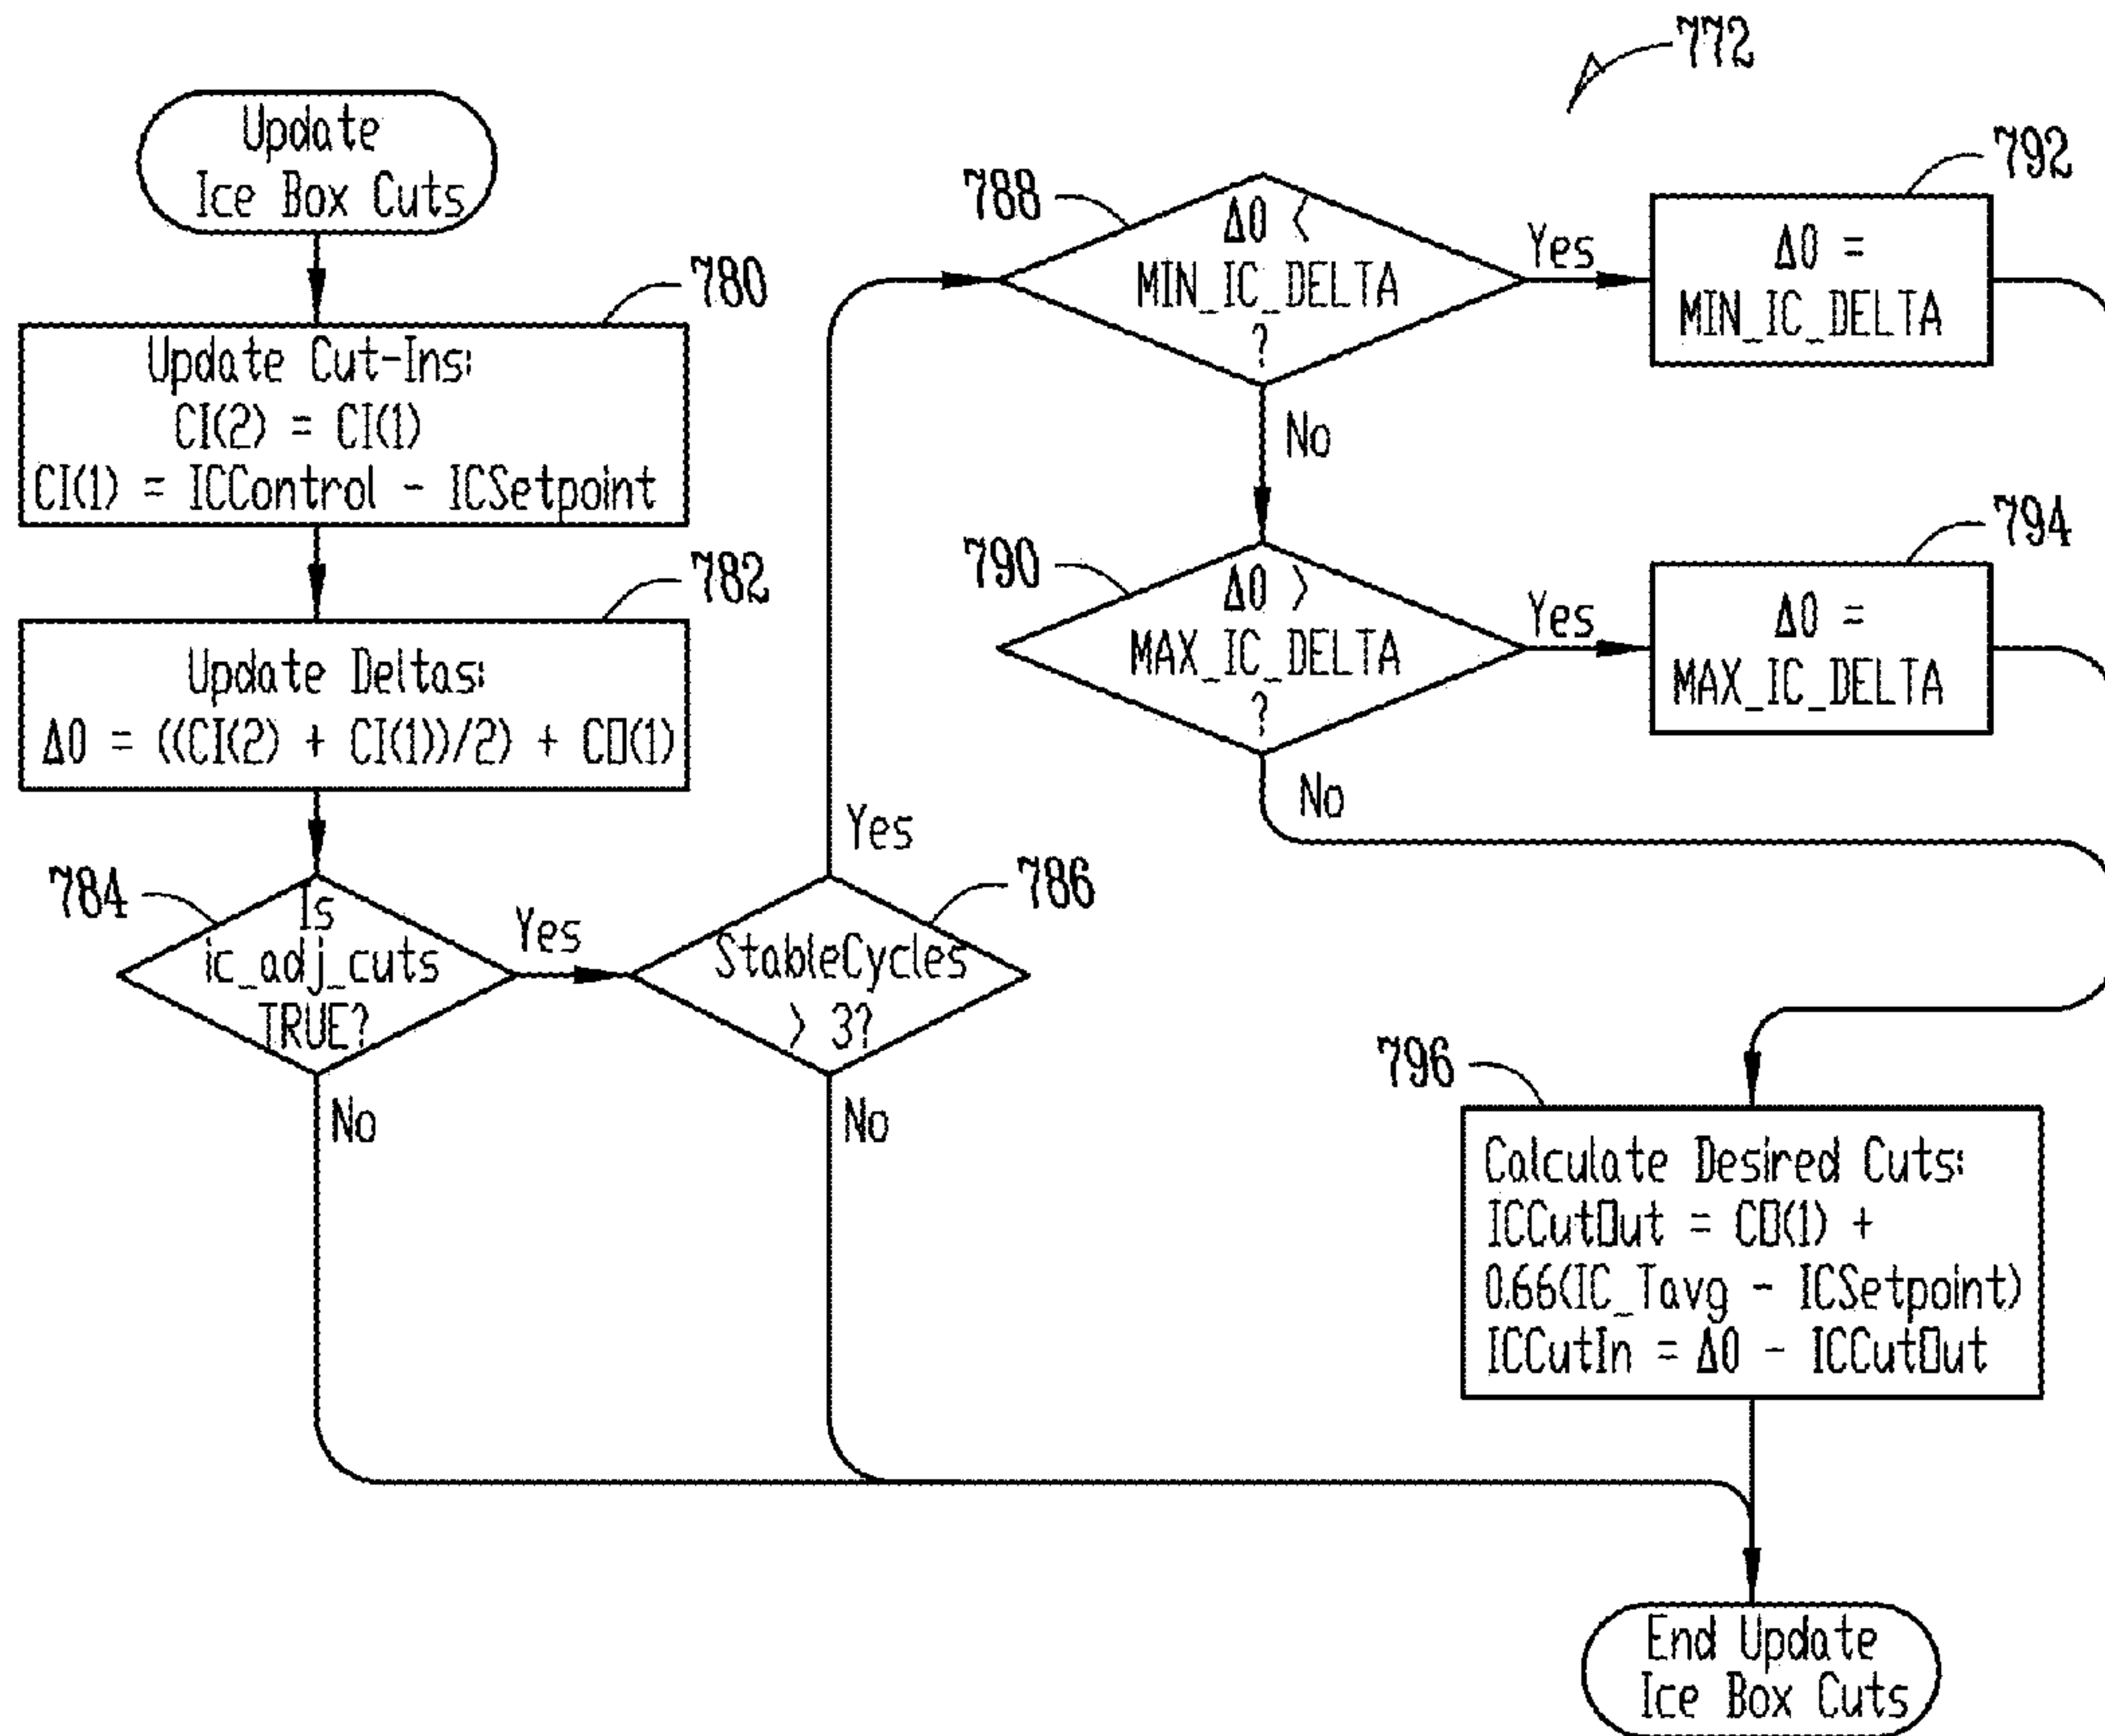 772
Update
Ice Box Cuts
780
Update Cut-Ins:
CI(2) = CI(1)
CI(1) = ICControl - ICSetpoint
782
Update Deltas:
Δ0 = ((CI(2) + CI(1))/2) + CO(1)
784
Is
ic_adj_cuts
TRUE?
Yes
No
786
StableCycles
> 3?
Yes
No
788
Δ0 <
MIN_IC_DELTA
?
Yes
No
792
Δ0 =
MIN_IC_DELTA
790
Δ0 >
MAX_IC_DELTA
?
Yes
No
794
Δ0 =
MAX_IC_DELTA
796
Calculate Desired Cuts:
ICCutOut = CO(1) +
0.66(IC_Tavg - ICSetpoint)
ICCutIn = Δ0 - ICCutOut
End Update
Ice Box Cuts